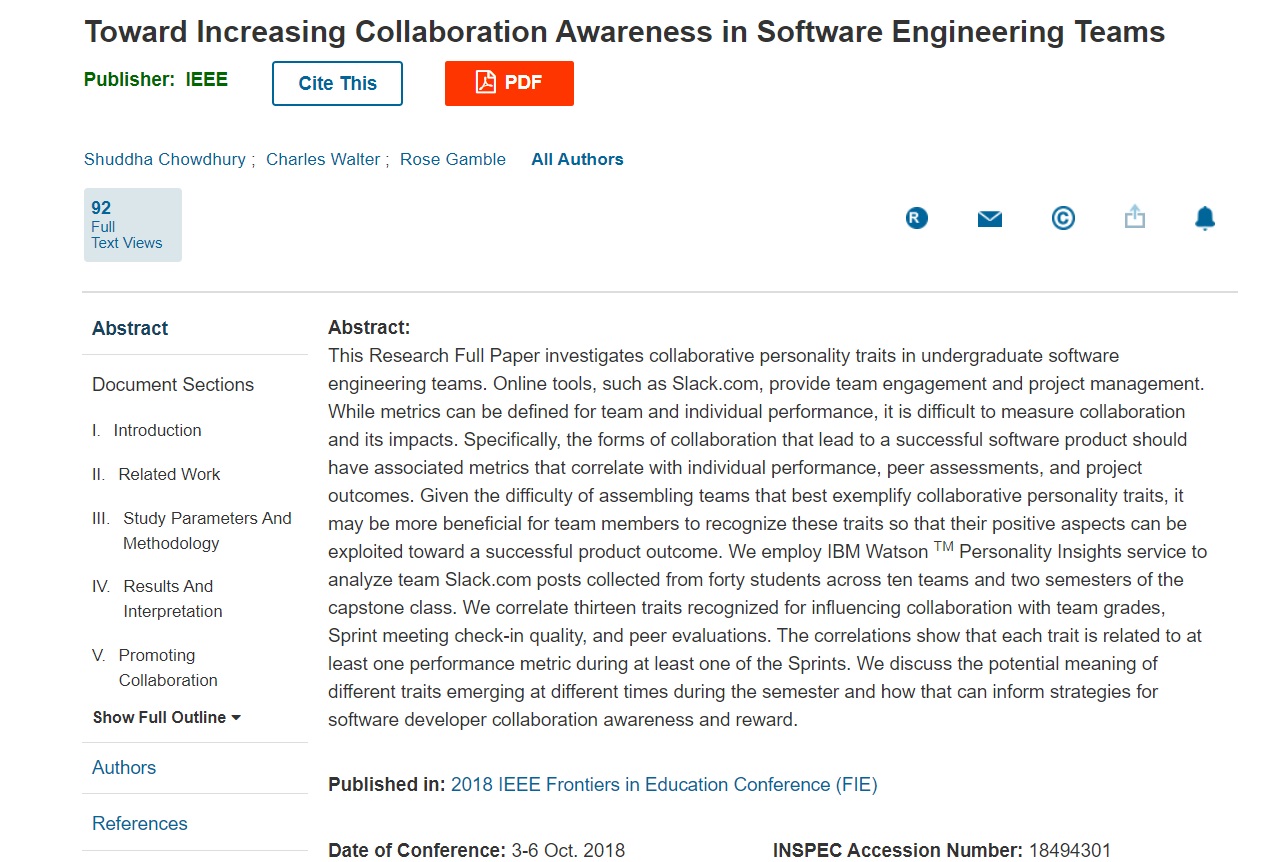 Toward Increasing Collaboration Awareness in Software Engineering Teams
Publisher: IEEE
Cite This
PDF
Shuddha Chowdhury ; Charles Walter ; Rose Gamble All Authors
92
Full
Text Views
R
C
Abstract
Document Sections
I. Introduction
II. Related Work
III. Study Parameters And
Methodology
IV. Results And
Interpretation
V. Promoting
Collaboration
Show Full Outline
Authors
References
Abstract:
This Research Full Paper investigates collaborative personality traits in undergraduate software
engineering teams. Online tools, such as Slack.com, provide team engagement and project management.
While metrics can be defined for team and individual performance, it is difficult to measure collaboration
and its impacts. Specifically, the forms of collaboration that lead to a successful software product should
have associated metrics that correlate with individual performance, peer assessments, and project
outcomes. Given the difficulty of assembling teams that best exemplify collaborative personality traits, it
may be more beneficial for team members to recognize these traits so that their positive aspects can be
exploited toward a successful product outcome. We employ IBM Watson TM Personality Insights service to
analyze team Slack.com posts collected from forty students across ten teams and two semesters of the
capstone class. We correlate thirteen traits recognized for influencing collaboration with team grades,
Sprint meeting check-in quality, and peer evaluations. The correlations show that each trait is related to at
least one performance metric during at least one of the Sprints. We discuss the potential meaning of
different traits emerging at different times during the semester and how that can inform strategies for
software developer collaboration awareness and reward.
Published in: 2018 IEEE Frontiers in Education Conference (FIE)
Date of Conference: 3-6 Oct. 2018
INSPEC Accession Number: 18494301